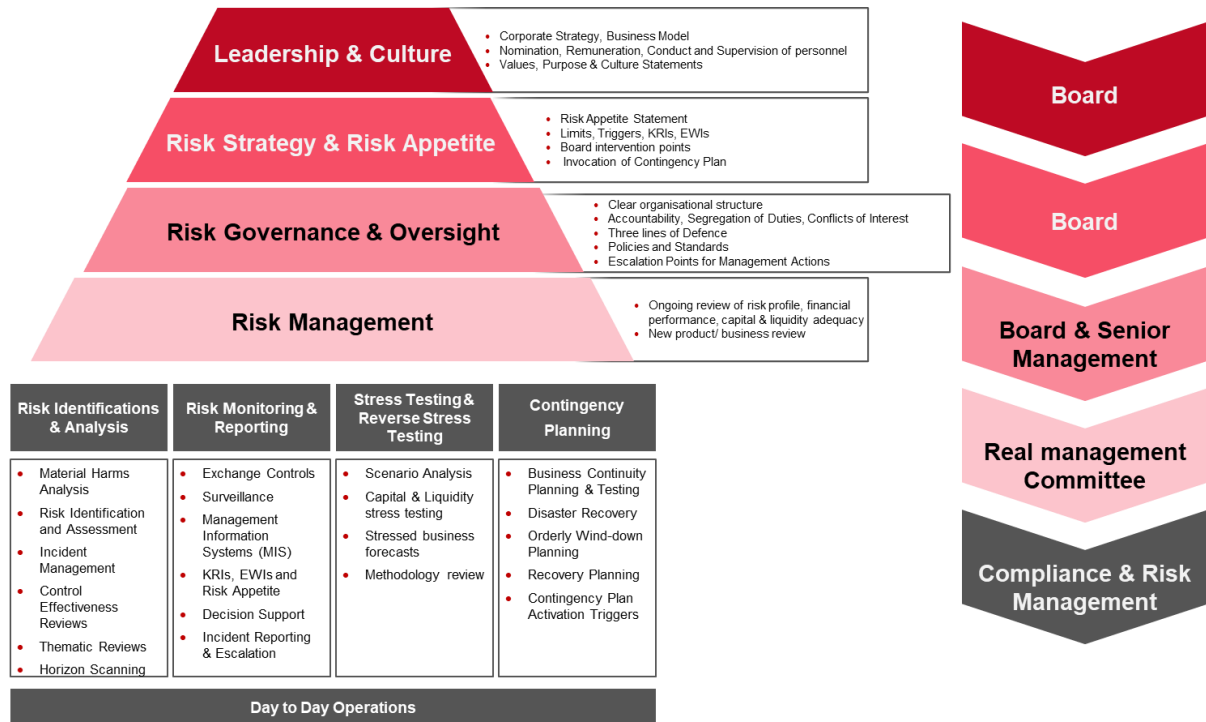 Leadership & Culture
• Corporate Strategy, Business Model
• Nomination, Remuneration, Conduct and Supervision of personnel
• Values, Purpose & Culture Statements
Risk Strategy & Risk Appetite
• Risk Appetite Statement
• Limits, Triggers, KRIs, EWIs
• Board intervention points
• Invocation of Contingency Plan
Risk Governance & Oversight
• Clear organisational structure
• Accountability, Segregation of Duties, Conflicts of Interest
• Three lines of Defence
• Policies and Standards
• Escalation Points for Management Actions
Risk Management
• Ongoing review of risk profile, financial
performance, capital & liquidity adequacy
• New product/ business review
Risk Identifications
& Analysis
• Material Harms
Analysis
• Risk Identification
and Assessment
• Incident
Management
• Control
Effectiveness
Reviews
• Thematic Reviews
• Horizon Scanning
Risk Monitoring &
Reporting
• Exchange Controls
• Surveillance
• Management
Information
Systems (MIS)
• KRIs, EWIs and
Risk Appetite
• Decision Support
• Incident Reporting
& Escalation
Stress Testing &
Reverse Stress
Testing
• Scenario Analysis
• Capital & Liquidity
stress testing
• Stressed business
forecasts
• Methodology review
Contingency
Planning
• Business Continuity
Planning & Testing
• Disaster Recovery
• Orderly Wind-down
Planning
• Recovery Planning
• Contingency Plan
Activation Triggers
Day to Day Operations
Board
Board
Board & Senior
Management
Real management
Committee
Compliance & Risk
Management